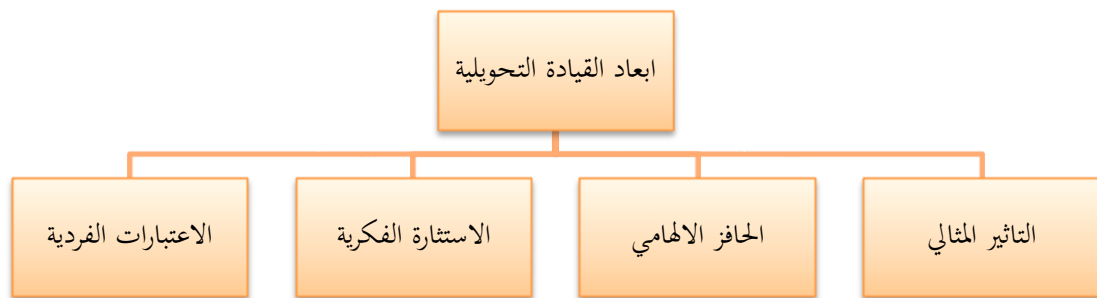 ابعاد القيادة التحويلية
التاثير المثالي
الحافز الالهامي
الاستثارة الفكرية
الاعتبارات الفردية